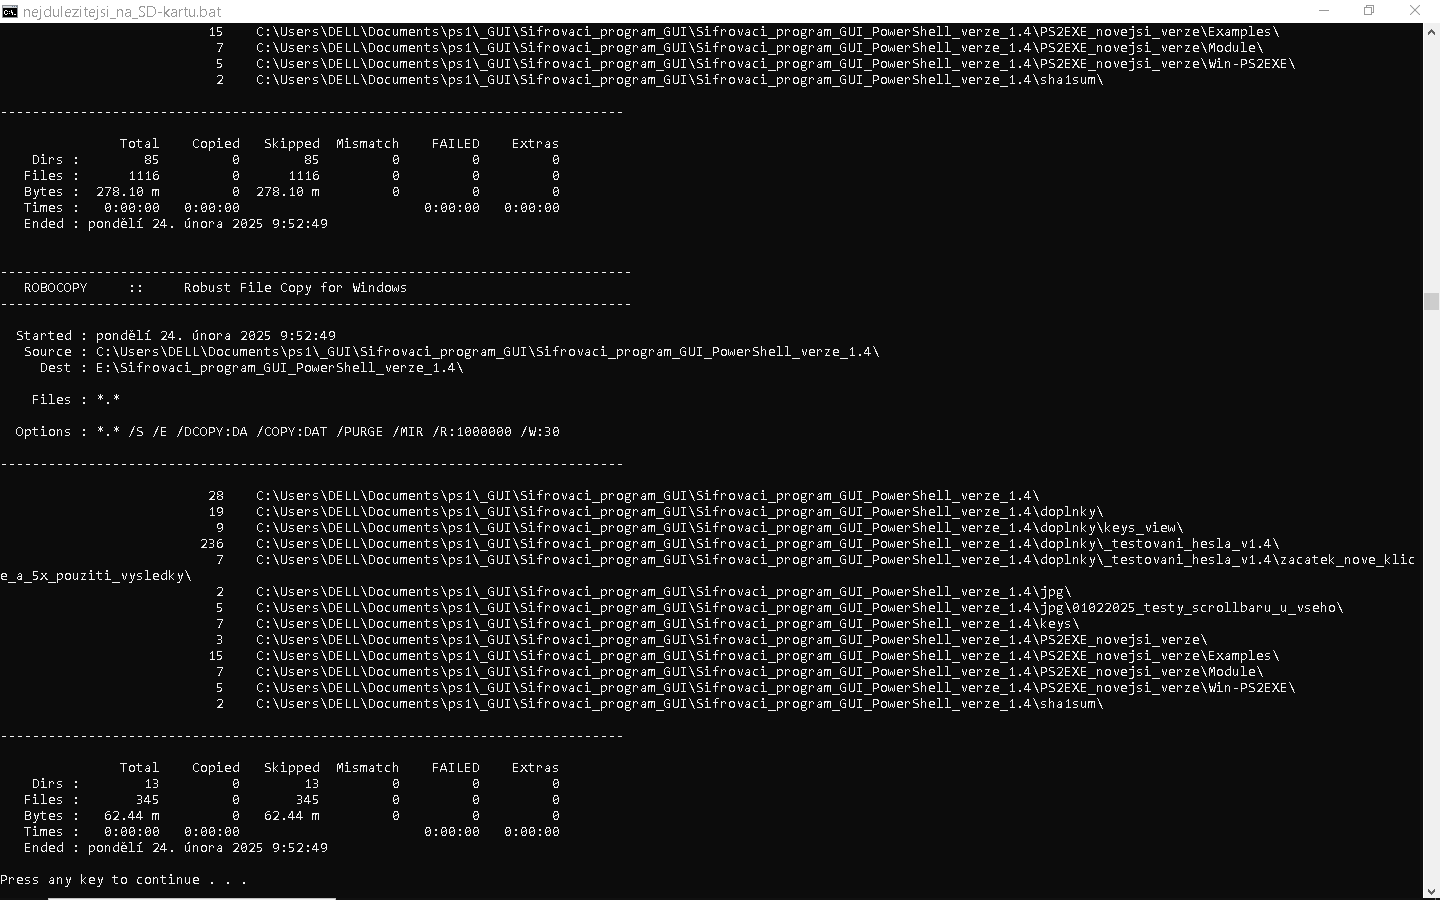 nejdulezitejsi_na_SD-kartu.bat
15    C:\Users\DELL\Documents\ps1\_GUI\Sifrovaci_program_GUI\Sifrovaci_program_GUI_PowerShell_verze_1.4\PS2EXE_novejsi_verze\Examples\
7    C:\Users\DELL\Documents\ps1\_GUI\Sifrovaci_program_GUI\Sifrovaci_program_GUI_PowerShell_verze_1.4\PS2EXE_novejsi_verze\Module\
5    C:\Users\DELL\Documents\ps1\_GUI\Sifrovaci_program_GUI\Sifrovaci_program_GUI_PowerShell_verze_1.4\PS2EXE_novejsi_verze\Win-PS2EXE\
2    C:\Users\DELL\Documents\ps1\_GUI\Sifrovaci_program_GUI\Sifrovaci_program_GUI_PowerShell_verze_1.4\sha1sum\
------------------------------------------------------------------------------
Total    Copied   Skipped  Mismatch    FAILED    Extras
Dirs :        85         0        85         0         0         0
Files :      1116         0      1116         0         0         0
Bytes :  278.10 m         0  278.10 m         0         0         0
Times :   0:00:00   0:00:00                       0:00:00   0:00:00
Ended : pondělí 24. února 2025 9:52:49
-------------------------------------------------------------------------------
ROBOCOPY     ::     Robust File Copy for Windows
-------------------------------------------------------------------------------
Started : pondělí 24. února 2025 9:52:49
Source : C:\Users\DELL\Documents\ps1\_GUI\Sifrovaci_program_GUI\Sifrovaci_program_GUI_PowerShell_verze_1.4\
Dest : E:\Sifrovaci_program_GUI_PowerShell_verze_1.4\
Files : *.*
Options : *.* /S /E /DCOPY:DA /COPY:DAT /PURGE /MIR /R:1000000 /W:30
------------------------------------------------------------------------------
28    C:\Users\DELL\Documents\ps1\_GUI\Sifrovaci_program_GUI\Sifrovaci_program_GUI_PowerShell_verze_1.4\
19    C:\Users\DELL\Documents\ps1\_GUI\Sifrovaci_program_GUI\Sifrovaci_program_GUI_PowerShell_verze_1.4\doplnky\
9    C:\Users\DELL\Documents\ps1\_GUI\Sifrovaci_program_GUI\Sifrovaci_program_GUI_PowerShell_verze_1.4\doplnky\keys_view\
236    C:\Users\DELL\Documents\ps1\_GUI\Sifrovaci_program_GUI\Sifrovaci_program_GUI_PowerShell_verze_1.4\doplnky\_testovani_hesla_v1.4\
7    C:\Users\DELL\Documents\ps1\_GUI\Sifrovaci_program_GUI\Sifrovaci_program_GUI_PowerShell_verze_1.4\doplnky\_testovani_hesla_v1.4\zacatek_nove_klic
e_a_5x_pouziti_vysledky\
2    C:\Users\DELL\Documents\ps1\_GUI\Sifrovaci_program_GUI\Sifrovaci_program_GUI_PowerShell_verze_1.4\jpg\
5    C:\Users\DELL\Documents\ps1\_GUI\Sifrovaci_program_GUI\Sifrovaci_program_GUI_PowerShell_verze_1.4\jpg\01022025_testy_scrollbaru_u_vseho\
7    C:\Users\DELL\Documents\ps1\_GUI\Sifrovaci_program_GUI\Sifrovaci_program_GUI_PowerShell_verze_1.4\keys\
3    C:\Users\DELL\Documents\ps1\_GUI\Sifrovaci_program_GUI\Sifrovaci_program_GUI_PowerShell_verze_1.4\PS2EXE_novejsi_verze\
15    C:\Users\DELL\Documents\ps1\_GUI\Sifrovaci_program_GUI\Sifrovaci_program_GUI_PowerShell_verze_1.4\PS2EXE_novejsi_verze\Examples\
7    C:\Users\DELL\Documents\ps1\_GUI\Sifrovaci_program_GUI\Sifrovaci_program_GUI_PowerShell_verze_1.4\PS2EXE_novejsi_verze\Module\
5    C:\Users\DELL\Documents\ps1\_GUI\Sifrovaci_program_GUI\Sifrovaci_program_GUI_PowerShell_verze_1.4\PS2EXE_novejsi_verze\Win-PS2EXE\
2    C:\Users\DELL\Documents\ps1\_GUI\Sifrovaci_program_GUI\Sifrovaci_program_GUI_PowerShell_verze_1.4\sha1sum\
------------------------------------------------------------------------------
Total    Copied   Skipped  Mismatch    FAILED    Extras
Dirs :        13         0        13         0         0         0
Files :       345         0       345         0         0         0
Bytes :   62.44 m         0   62.44 m         0         0         0
Times :   0:00:00   0:00:00                       0:00:00   0:00:00
Ended : pondělí 24. února 2025 9:52:49
Press any key to continue . . .